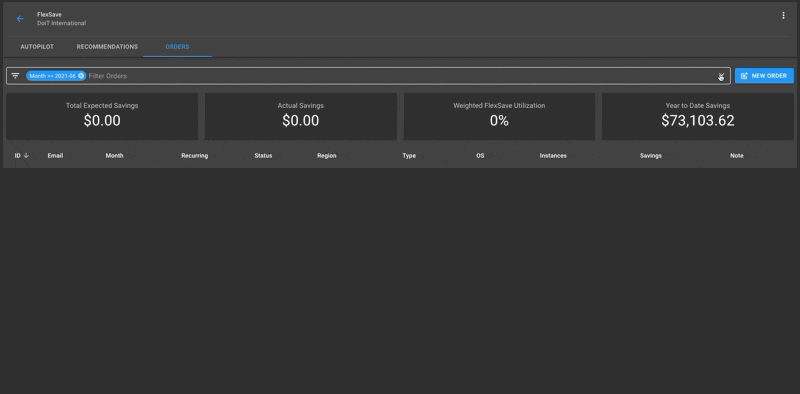 FlexSave
DoiT International
AUTOPILOT RECOMMENDATIONS ORDERS
Month == 2021-06 Filter Orders NEW ORDER
Total Expected Savings Actual Savings Weighted FlexSave Utilization Year to Date Savings
$0.00 $0.00 0% $73,103.62
ID Email Month Recurring Status Region Type OS Instances Savings Note